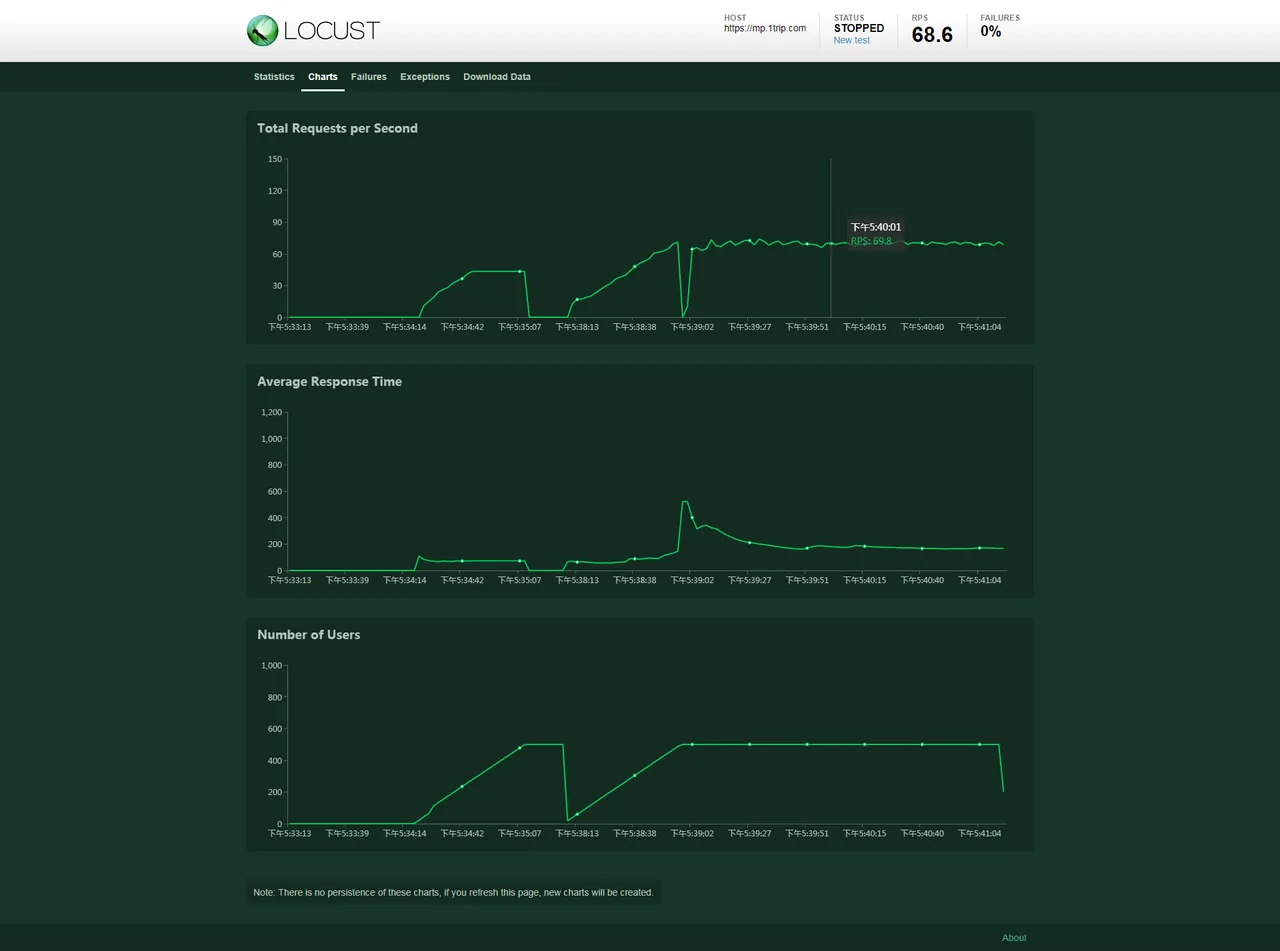 LOCUST
HOST
https://mp.1trip.com
STATUS
STOPPED
New test
RPS
68.6
FAILURES
0%
Statistics Charts Failures Exceptions Download Data
Total Requests per Second
150
120
90
60
30
0
下午5:40:01
RPS: 69.8
下午5:33:13 下午5:33:39 下午5:34:14 下午5:34:42 下午5:35:07 下午5:38:13 下午5:38:38 下午5:39:02 下午5:39:27 下午5:39:51 下午5:40:15 下午5:40:40 下午5:41:04
Average Response Time
1,200
1,000
800
600
400
200
0
下午5:33:13 下午5:33:39 下午5:34:14 下午5:34:42 下午5:35:07 下午5:38:13 下午5:38:38 下午5:39:02 下午5:39:27 下午5:39:51 下午5:40:15 下午5:40:40 下午5:41:04
Number of Users
1,000
800
600
400
200
0
下午5:33:13 下午5:33:39 下午5:34:14 下午5:34:42 下午5:35:07 下午5:38:13 下午5:38:38 下午5:39:02 下午5:39:27 下午5:39:51 下午5:40:15 下午5:40:40 下午5:41:04
Note: There is no persistence of these charts, if you refresh this page, new charts will be created.
About